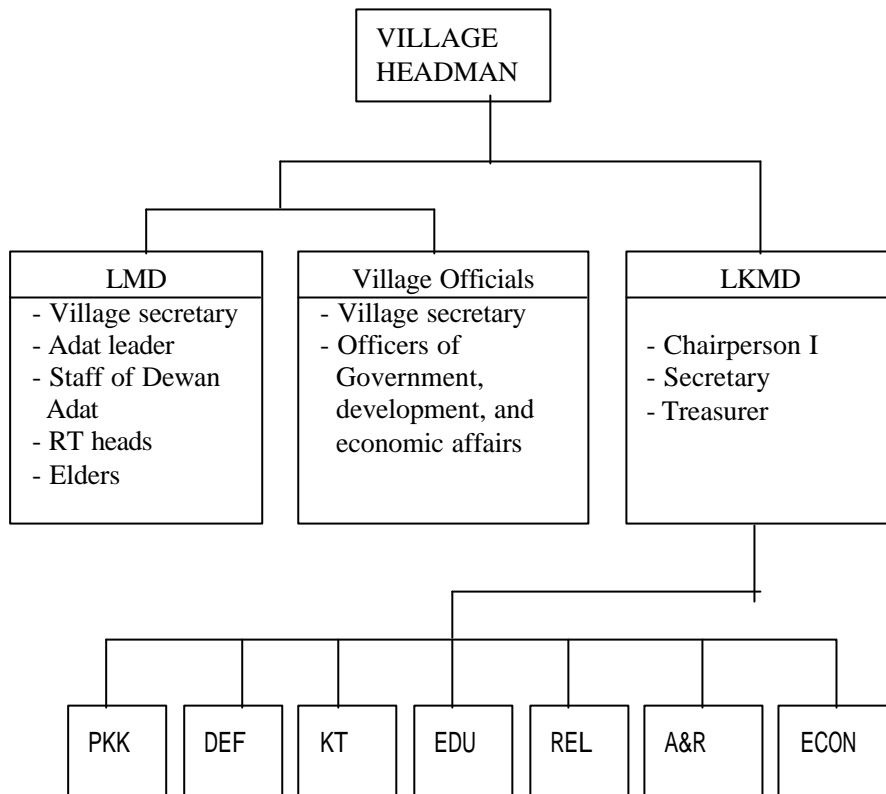 VILLAGE
HEADMAN
LMD
- Village secretary
- Adat leader
- Staff of Dewan
Adat
- RT heads
- Elders
Village Officials
- Village secretary
- Officers of
Government,
development, and
economic affairs
LKMD
- Chairperson I
- Secretary
- Treasurer
PKK
DEF
KT
EDU
REL
A&R
ECON